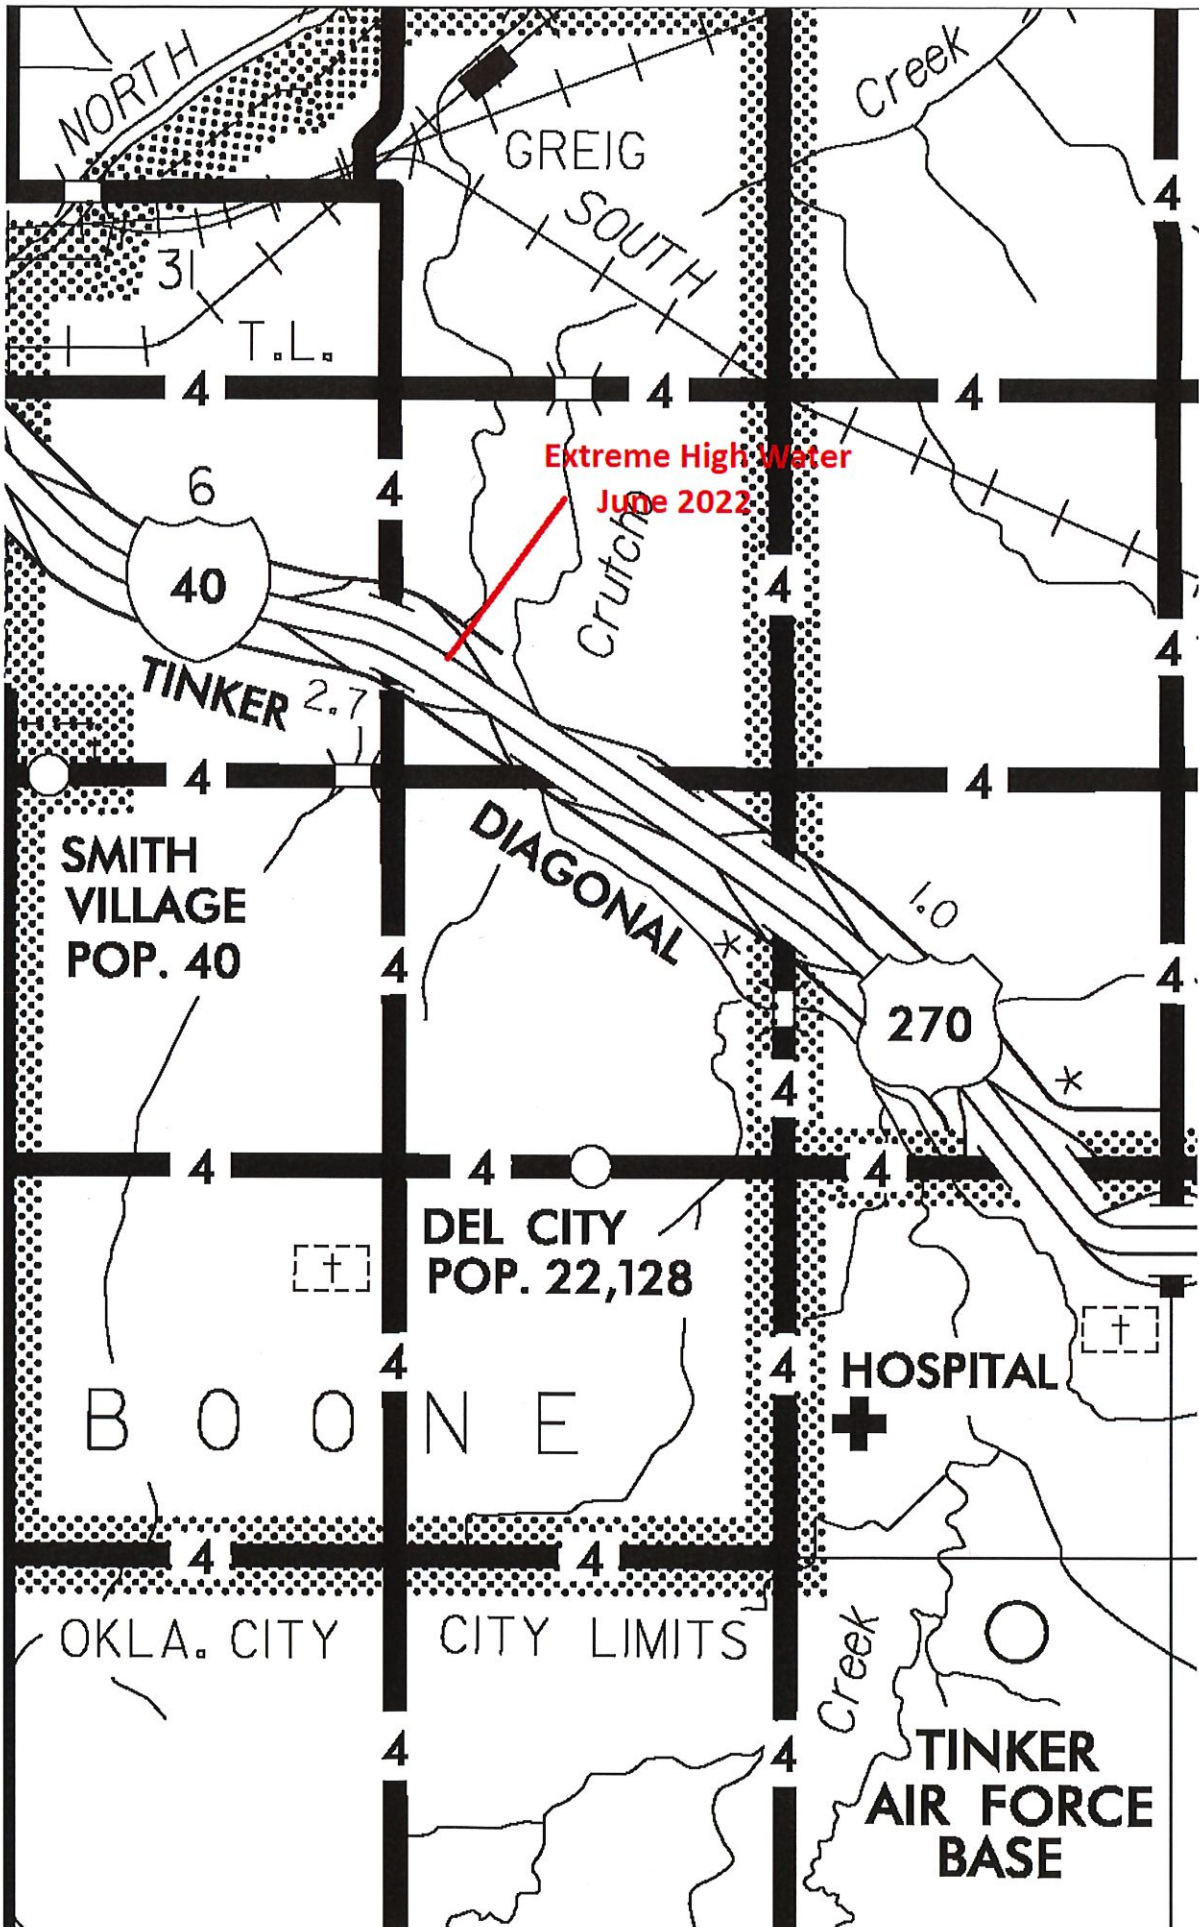 NORTH
Creek
GREIG
SOUTH
4
31
T.L.
4
4
4
Extreme High Water
June 2022
6
4
Crutcho
40
4
4
TINKER
2.7
4
4
DIAGONAL
SMITH
VILLAGE
POP. 40
1.0
4
4
270
4
4
4
4
DEL CITY
POP. 22,128
4
4
HOSPITAL
BOONE
4
4
OKLA. CITY
CITY LIMITS
Creek
4
4
TINKER
AIR FORCE
BASE